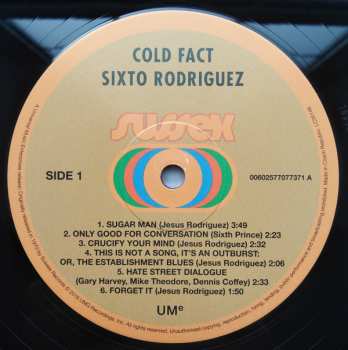 COLD FACT
SIXTO RODRIGUEZ
sussex
SIDE 1
00602577077371 A
1. SUGAR MAN (Jesus Rodriguez) 3:49
2. ONLY GOOD FOR CONVERSATION (Sixth Prince) 2:23
3. CRUCIFY YOUR MIND (Jesus Rodriguez) 2:32
4. THIS IS NOT A SONG, IT'S AN OUTBURST:
OR, THE ESTABLISHMENT BLUES (Jesus Rodriguez) 2:06
5. HATE STREET DIALOGUE
(Gary Harvey, Mike Theodore, Dennis Coffey) 2:31
6. FORGET IT (Jesus Rodriguez) 1:50
UMe